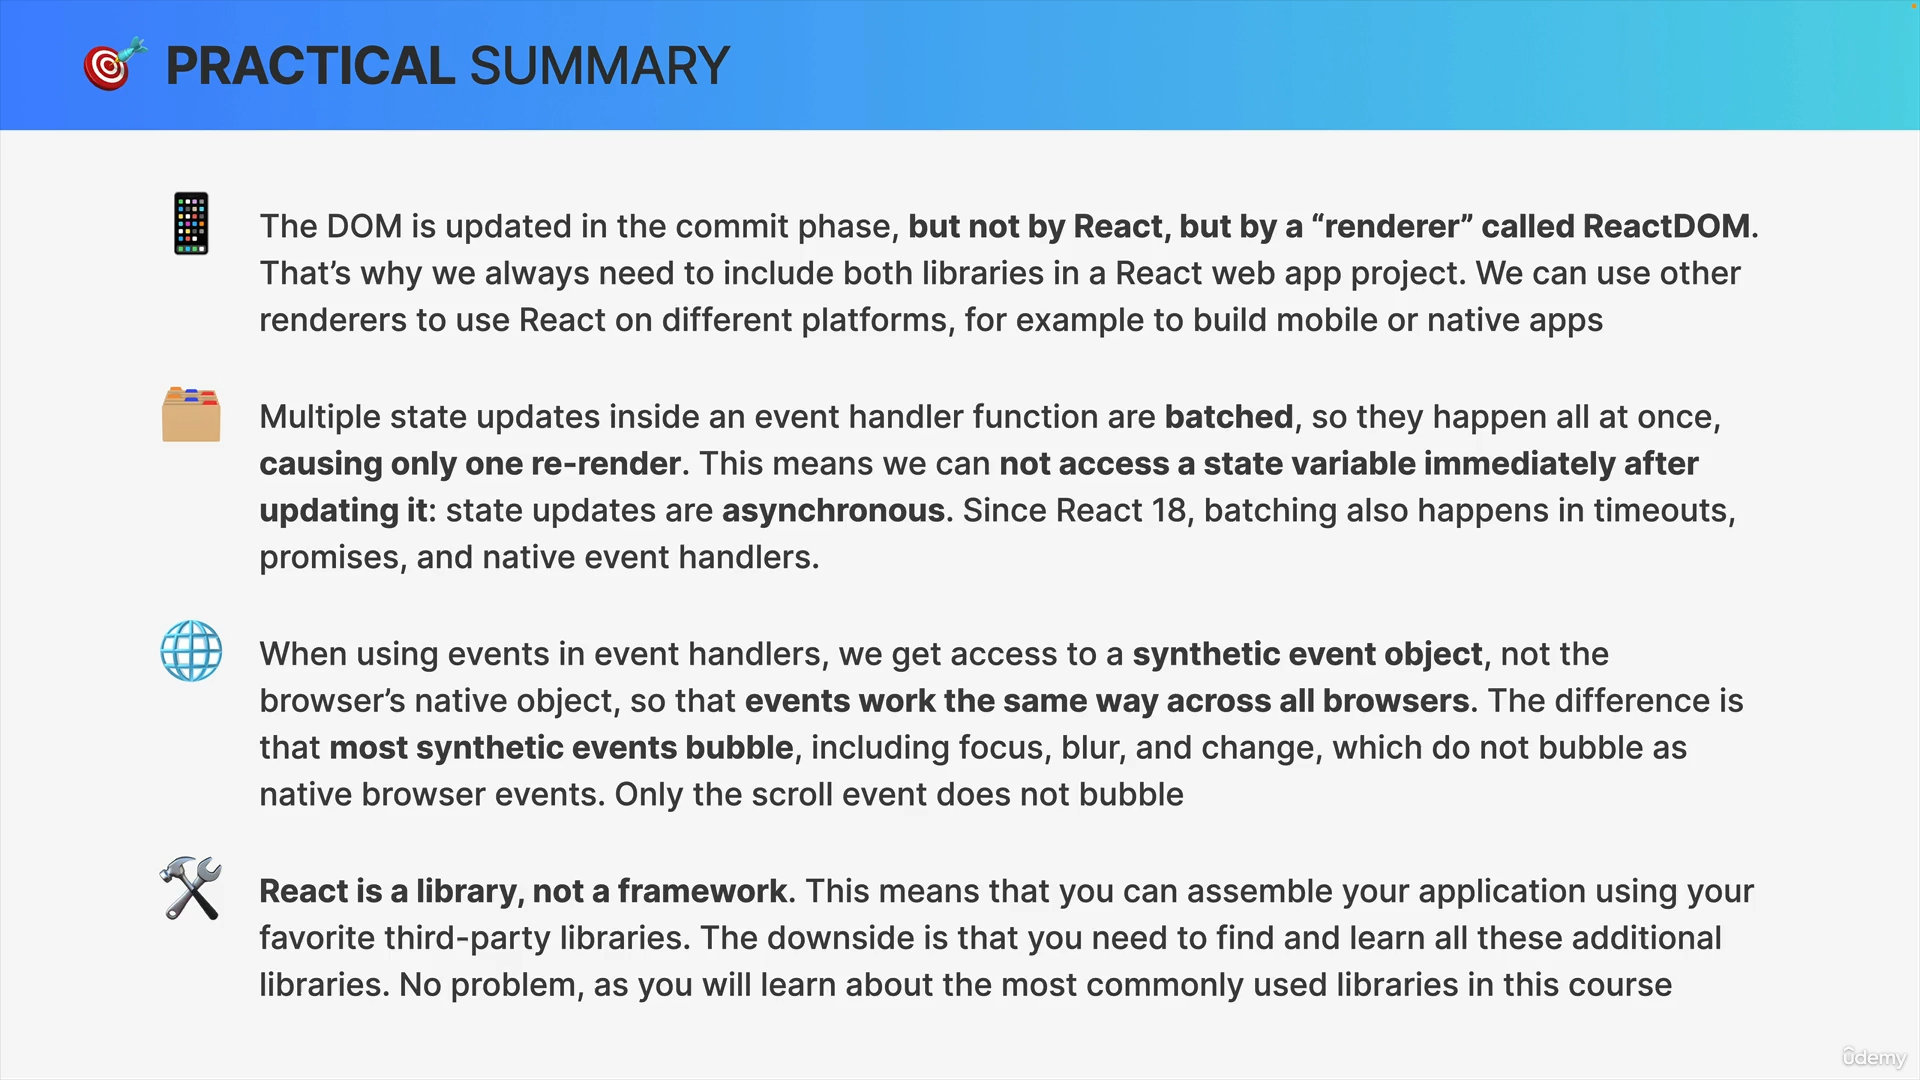 PRACTICAL SUMMARY
The DOM is updated in the commit phase, but not by React, but by a “renderer” called ReactDOM.
That’s why we always need to include both libraries in a React web app project. We can use other
renderers to use React on different platforms, for example to build mobile or native apps
Multiple state updates inside an event handler function are batched, so they happen all at once,
causing only one re-render. This means we can not access a state variable immediately after
updating it: state updates are asynchronous. Since React 18, batching also happens in timeouts,
promises, and native event handlers.
When using events in event handlers, we get access to a synthetic event object, not the
browser’s native object, so that events work the same way across all browsers. The difference is
that most synthetic events bubble, including focus, blur, and change, which do not bubble as
native browser events. Only the scroll event does not bubble
React is a library, not a framework. This means that you can assemble your application using your
favorite third-party libraries. The downside is that you need to find and learn all these additional
libraries. No problem, as you will learn about the most commonly used libraries in this course
ûdemy